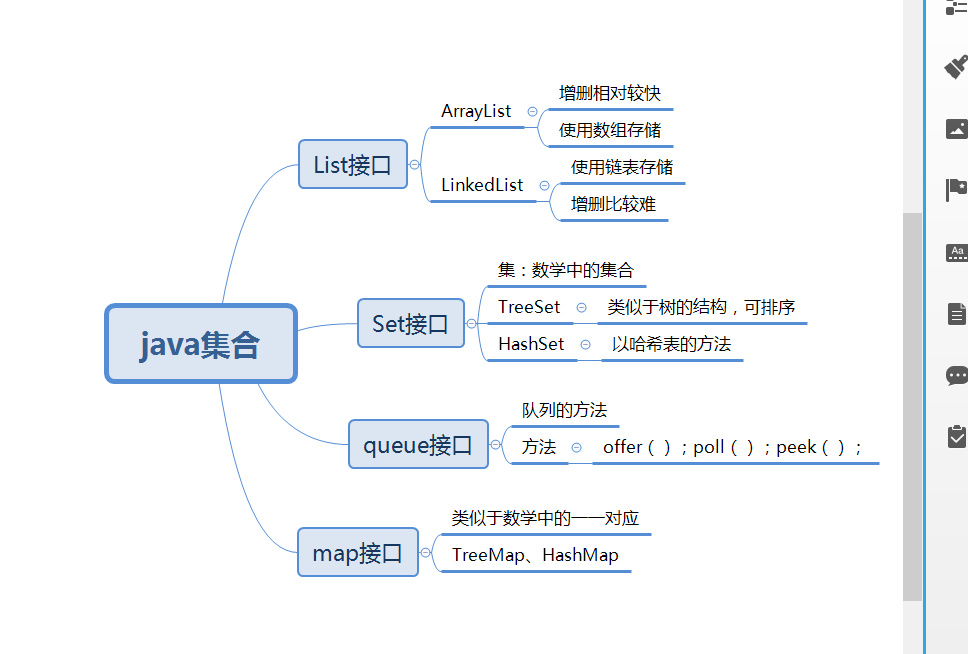 java集合
List接口
ArrayList
增删相对较快
使用数组存储
LinkedList
使用链表存储
增删比较难
Set接口
集：数学中的集合
TreeSet
类似于树的结构，可排序
HashSet
以哈希表的方法
queue接口
队列的方法
方法
offer（ ）；poll（ ）；peek（ ）；
map接口
类似于数学中的一一对应
TreeMap、HashMap
Aa